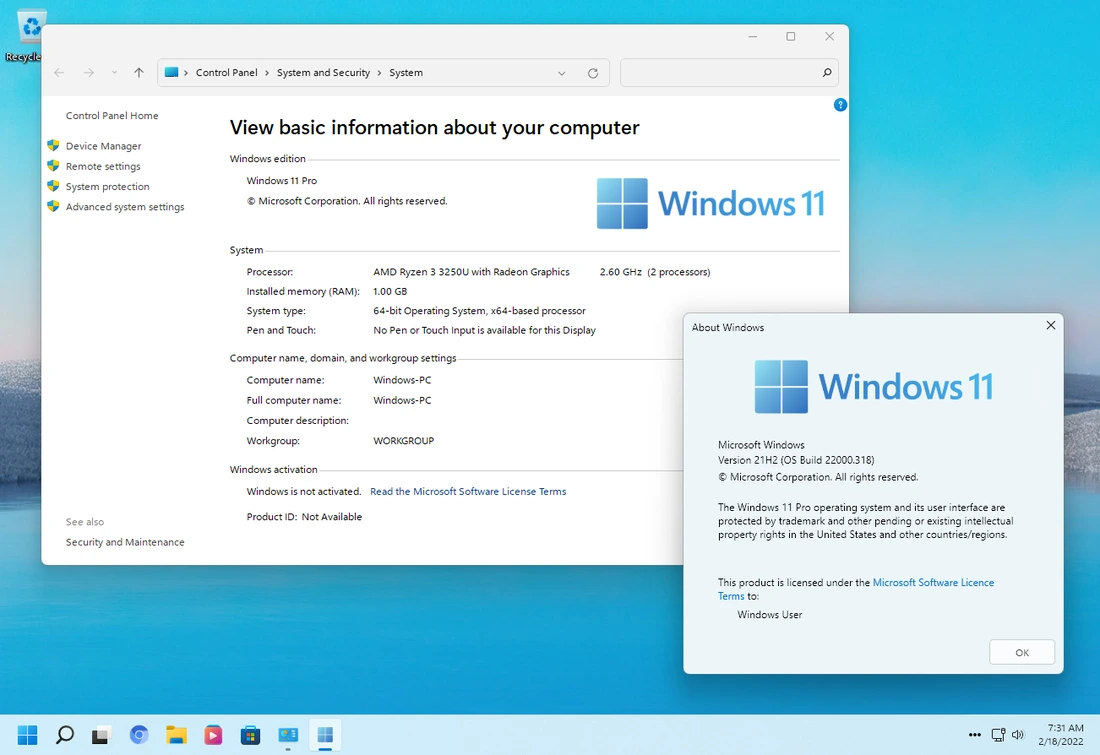 Recycle
Control Panel › System and Security › System
Control Panel Home
Device Manager
Remote settings
System protection
Advanced system settings
See also
Security and Maintenance
?
View basic information about your computer
Windows edition
Windows 11 Pro
© Microsoft Corporation. All rights reserved.
Windows 11
System
Processor: AMD Ryzen 3 3250U with Radeon Graphics 2.60 GHz (2 processors)
Installed memory (RAM): 1.00 GB
System type: 64-bit Operating System, x64-based processor
Pen and Touch: No Pen or Touch Input is available for this Display
Computer name, domain, and workgroup settings
Computer name: Windows-PC
Full computer name: Windows-PC
Computer description:
Workgroup: WORKGROUP
Windows activation
Windows is not activated. Read the Microsoft Software License Terms
Product ID: Not Available
About Windows
Windows 11
Microsoft Windows
Version 21H2 (OS Build 22000.318)
© Microsoft Corporation. All rights reserved.
The Windows 11 Pro operating system and its user interface are
protected by trademark and other pending or existing intellectual
property rights in the United States and other countries/regions.
This product is licensed under the Microsoft Software Licence
Terms to:
Windows User
OK
7:31 AM
2/18/2022